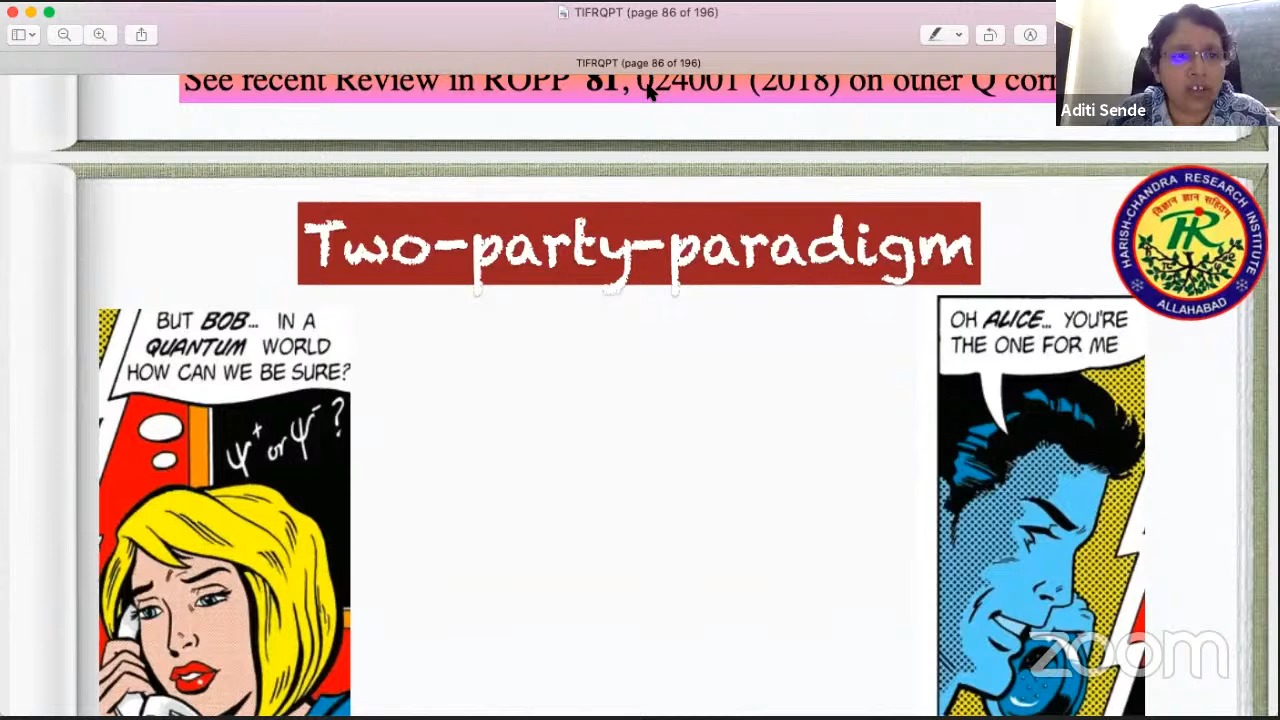 TIFRQPT (page 86 of 196)
TIFRQPT (page 86 of 196)
See recent Review in ROPP 81, 024001 (2018) on other Q corr
Aditi Sende
Two-party-paradigm
HARISH-CHANDRA RESEARCH INSTITUTE
विज्ञान ज्ञान सहितम्
HRI
ALLAHABAD
BUT BOB... IN A
QUANTUM WORLD
HOW CAN WE BE SURE?
ψ+ or ψ- ?
OH ALICE... YOU'RE
THE ONE FOR ME
zoom